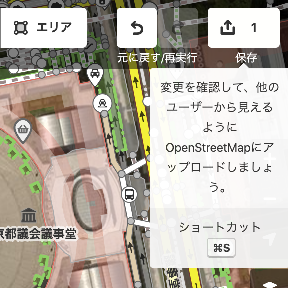 エリア
1
元に戻す/再実行
保存
変更を確認して、他の
ユーザーから見える
ように
OpenStreetMapにア
ップロードしましょ
う。
ショートカット
⌘S
京都議会議事堂